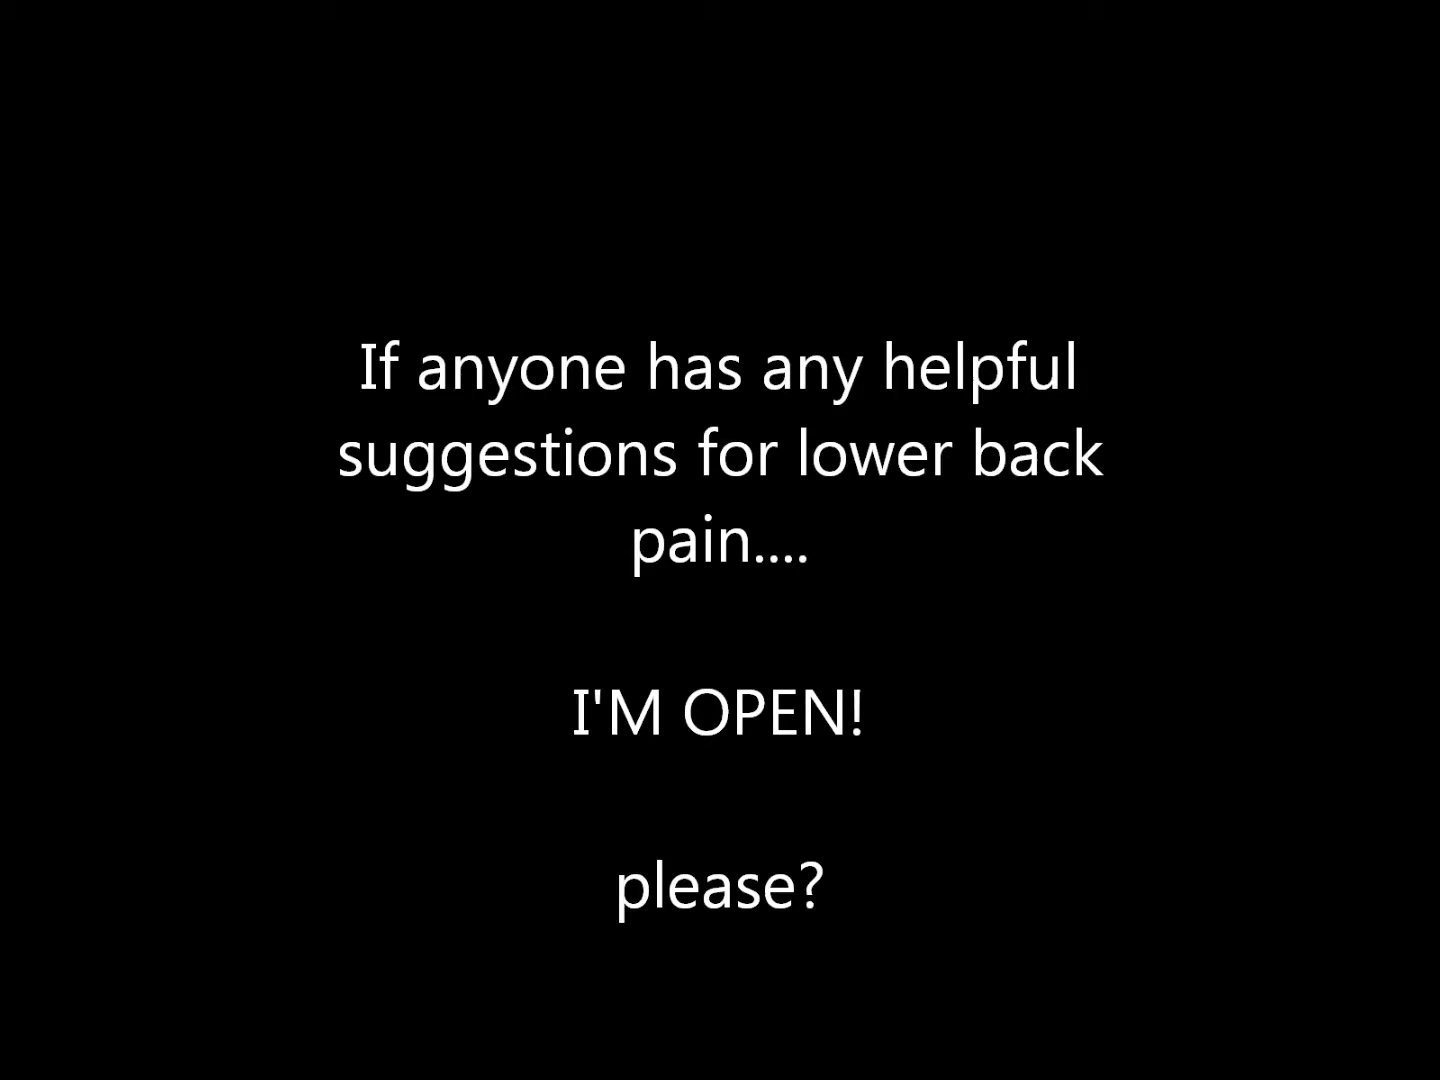 If anyone has any helpful
suggestions for lower back
pain....
I'M OPEN!
please?